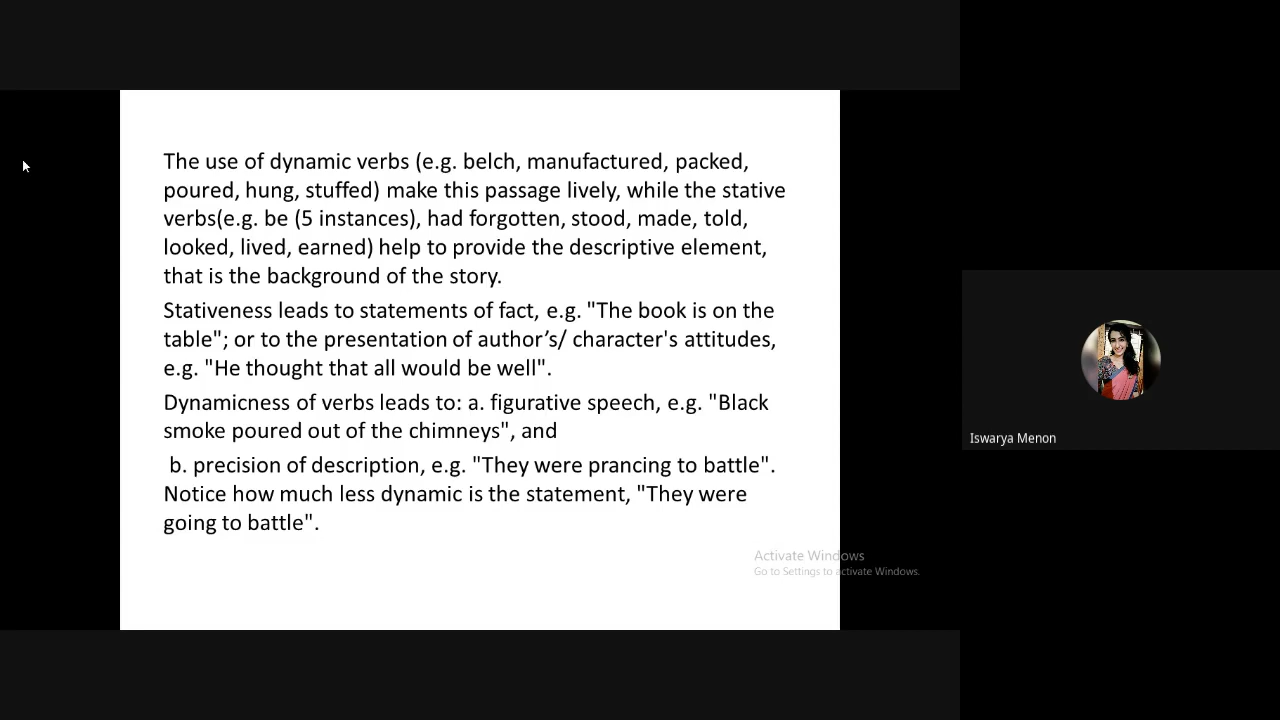 The use of dynamic verbs (e.g. belch, manufactured, packed,
poured, hung, stuffed) make this passage lively, while the stative
verbs(e.g. be (5 instances), had forgotten, stood, made, told,
looked, lived, earned) help to provide the descriptive element,
that is the background of the story.
Stativeness leads to statements of fact, e.g. "The book is on the
table"; or to the presentation of author’s/ character's attitudes,
e.g. "He thought that all would be well".
Dynamicness of verbs leads to: a. figurative speech, e.g. "Black
smoke poured out of the chimneys", and
b. precision of description, e.g. "They were prancing to battle".
Notice how much less dynamic is the statement, "They were
going to battle".
Activate Windows
Go to Settings to activate Windows.
Iswarya Menon